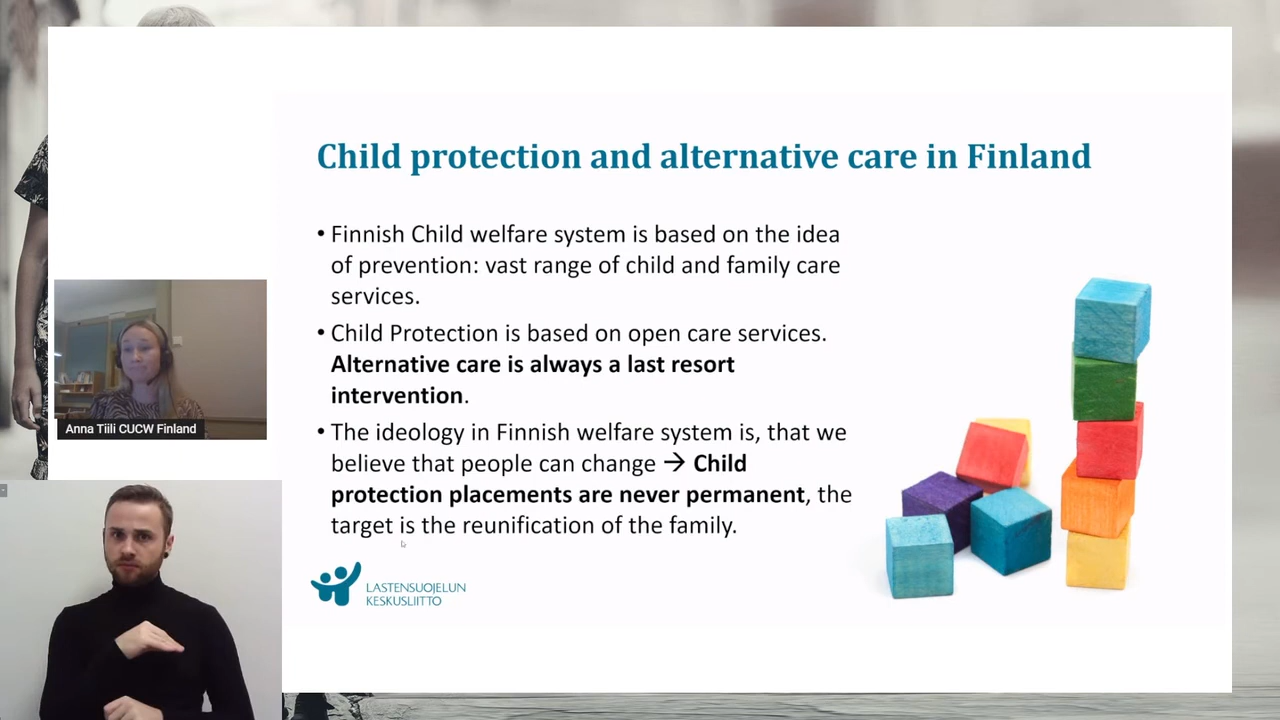 Child protection and alternative care in Finland
• Finnish Child welfare system is based on the idea
of prevention: vast range of child and family care
services.
• Child Protection is based on open care services.
Alternative care is always a last resort
intervention.
• The ideology in Finnish welfare system is, that we
believe that people can change → Child
protection placements are never permanent, the
target is the reunification of the family.
LASTENSUOJELUN
KESKUSLIITTO
Anna Tiili CUCW Finland